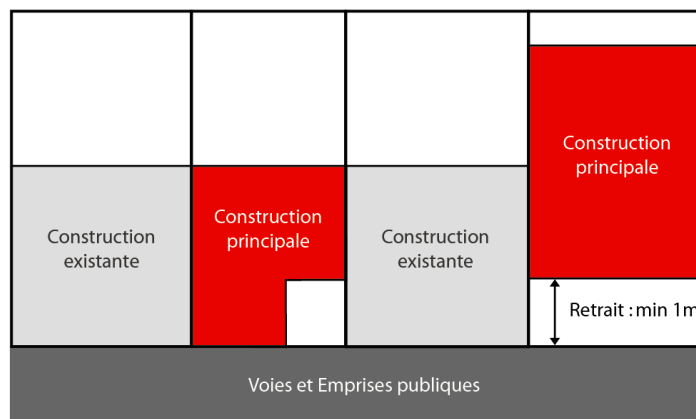 Construction
principale
Construction
existante
Construction
principale
Construction
existante
Retrait : min 1m
Voies et Emprises publiques